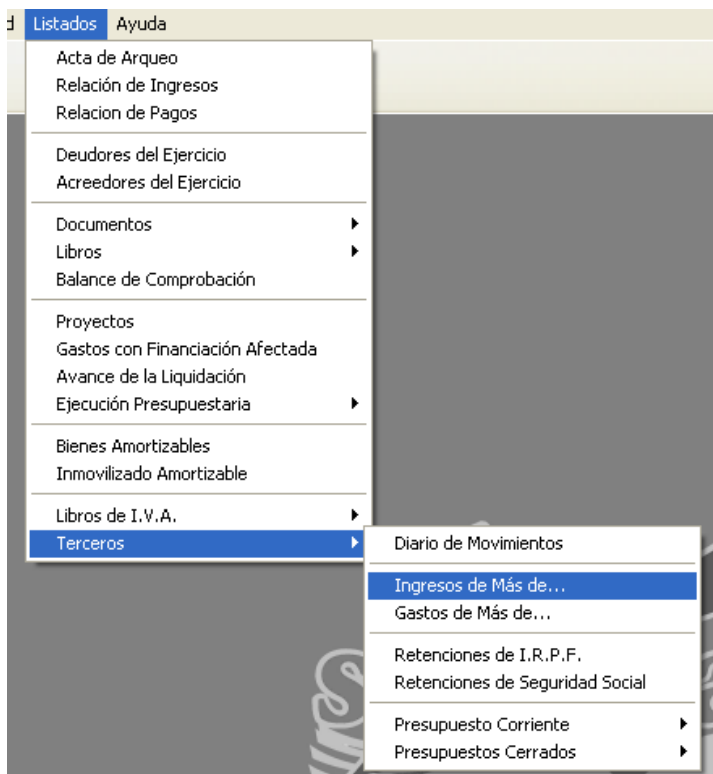 d Listados Ayuda
Acta de Arqueo
Relación de Ingresos
Relacion de Pagos
Deudores del Ejercicio
Acreedores del Ejercicio
Documentos
Libros
Balance de Comprobación
Proyectos
Gastos con Financiación Afectada
Avance de la Liquidación
Ejecución Presupuestaria
Bienes Amortizables
Inmovilizado Amortizable
Libros de I.V.A.
Terceros
Diario de Movimientos
Ingresos de Más de...
Gastos de Más de...
Retenciones de I.R.P.F.
Retenciones de Seguridad Social
Presupuesto Corriente
Presupuestos Cerrados